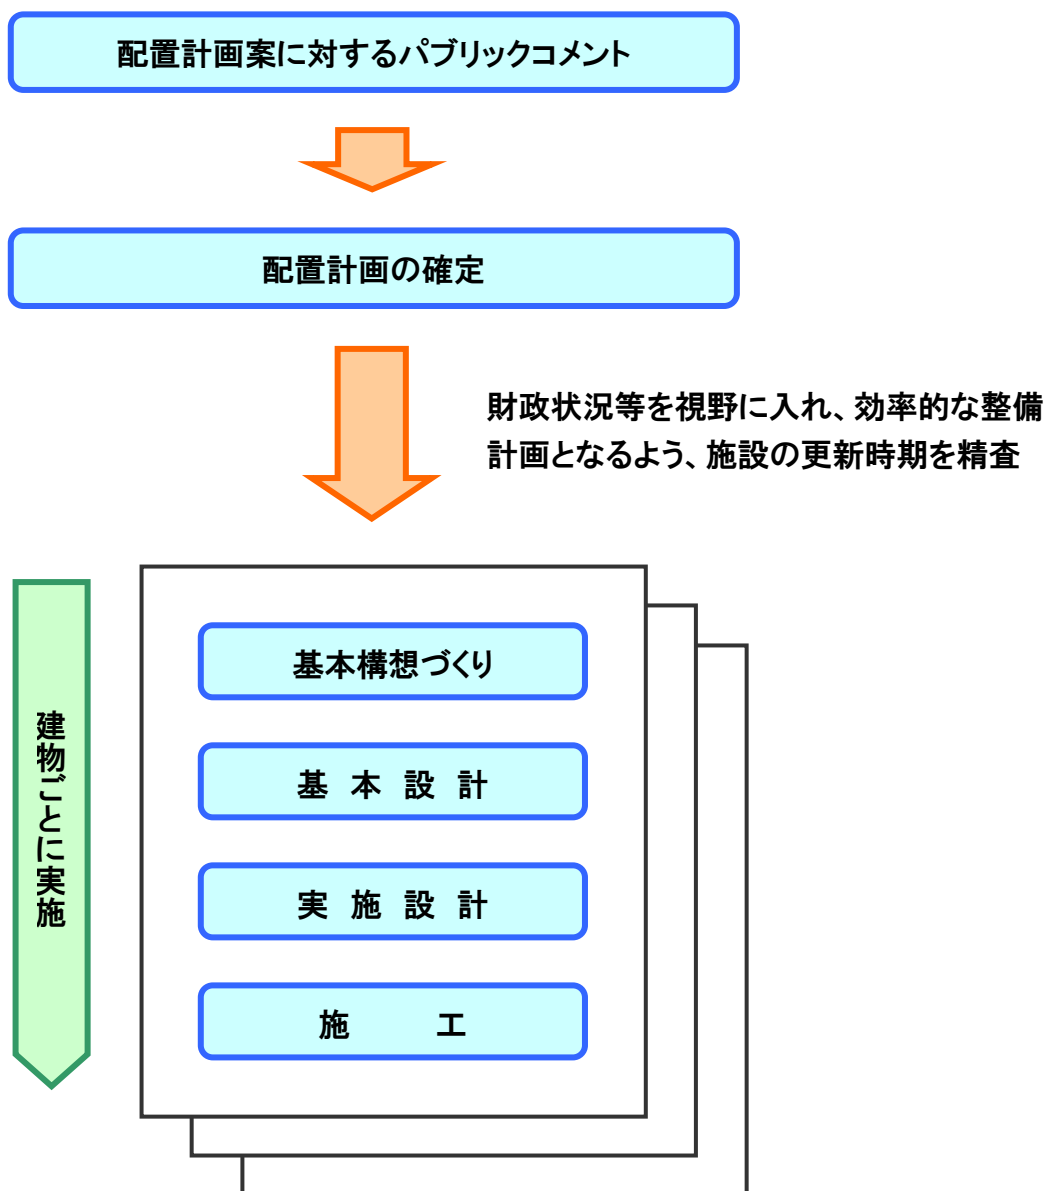 配置計画案に対するパブリックコメント
配置計画の確定
財政状況等を視野に入れ、効率的な整備
計画となるよう、施設の更新時期を精査
建物ごとに実施
基本構想づくり
基　本　設　計
実　施　設　計
施　　　工